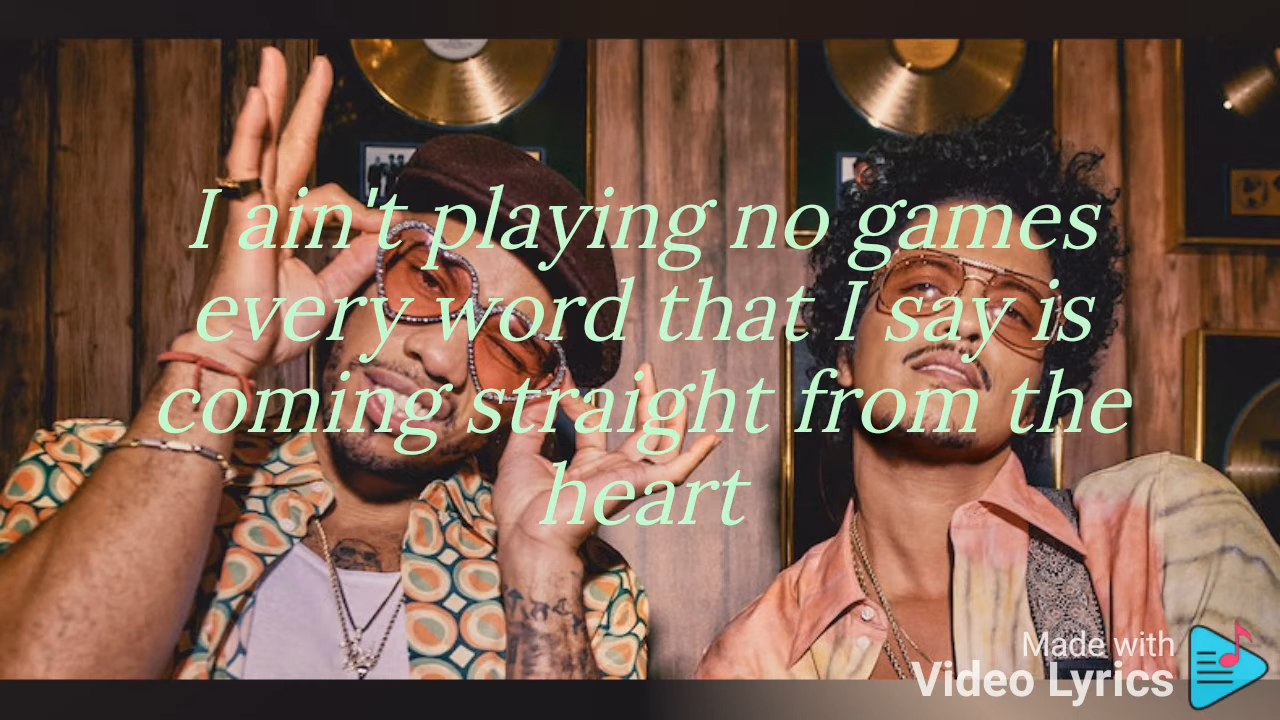 I ain't playing no games
every word that I say is
coming straight from the
heart
Made with
Video Lyrics